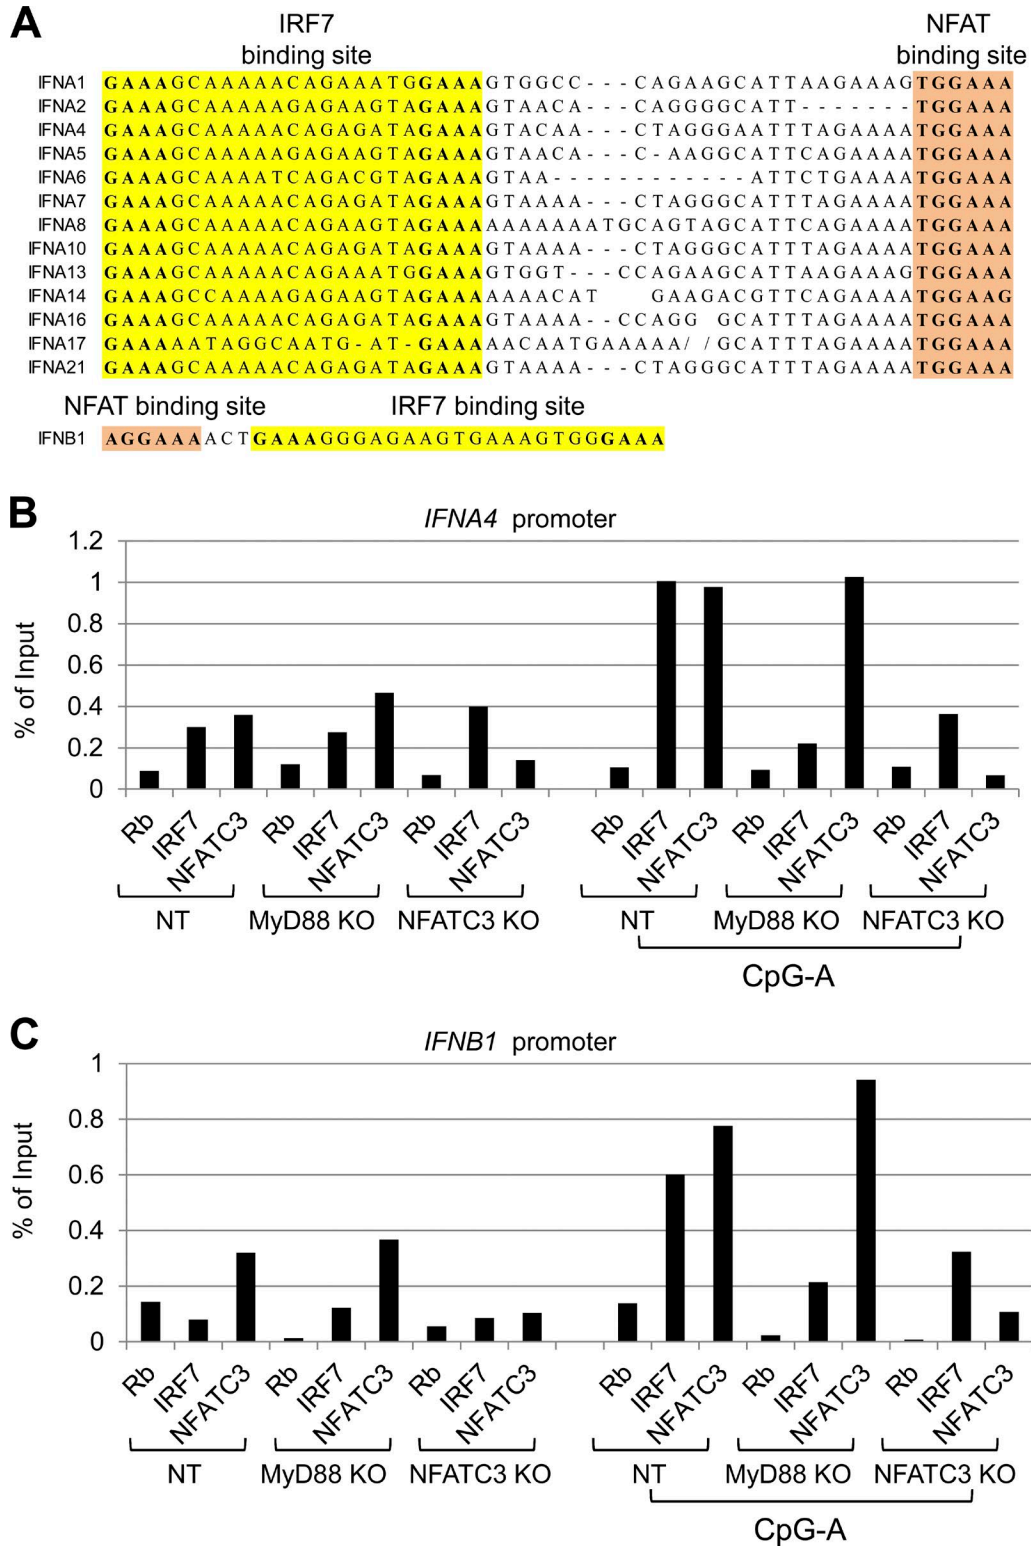 A
IRF7 NFAT
binding site binding site
IFNA1 GAAAGCAAAAACAGAAATGGAAAGTGGCC---CAGAAGCATTAAGAAAGTGGAAA
IFNA2 GAAAGCAAAAAGAGAAGTAGAAAGTAACA---CAGGGGCATT-------TGGAAA
IFNA4 GAAAGCAAAAACAGAGATAGAAAGTACAA---CTAGGGAATTTAGAAAATGGAAA
IFNA5 GAAAGCAAAAAGAGAAGTAGAAAGTAACA---C-AAGGCATTCAGAAAATGGAAA
IFNA6 GAAAGCAAAATCAGACGTAGAAAGTAA------------ATTCTGAAAATGGAAA
IFNA7 GAAAGCAAAAACAGAGATAGAAAGTAAAA---CTAGGGCATTTAGAAAATGGAAA
IFNA8 GAAAGCAAAAAGAGAGATAGAAAAAAAAAATGCAGTAGCATTCAGAAAATGGAAA
IFNA10 GAAAGCAAAAACAGAGATAGAAAGTAAAA---CTAGGGCATTTAGAAAATGGAAA
IFNA13 GAAAGCAAAAACAGAAATGGAAAGTGGT---CCAGAAGCATTAAGAAAGTGGAAA
IFNA14 GAAAGCCAAAAGAGAAGTAGAAAAAAACAT GAAGACGTTCAGAAAATGGAAG
IFNA16 GAAAGCAAAAACAGAGATAGAAAGTAAAA--CCAGG GCATTTAGAAAATGGAAA
IFNA17 GAAAAATAGGCAATG-AT-GAAAAACAATGAAAAA/ /GCATTTAGAAAATGGAAA
IFNA21 GAAAGCAAAAACAGAGATAGAAAGTAAAA---CTAGGGCATTTAGAAAATGGAAA
NFAT binding site IRF7 binding site
IFNB1 AGGAAAACTGAAAGGGAGAAGTGAAAGTGGGAAA
B
IFNA4 promoter
% of Input
1.2
1
0.8
0.6
0.4
0.2
0
Rb IRF7 NFATC3 Rb IRF7 NFATC3 Rb IRF7 NFATC3 Rb IRF7 NFATC3 Rb IRF7 NFATC3 Rb IRF7 NFATC3
NT MyD88 KO NFATC3 KO NT MyD88 KO NFATC3 KO
CpG-A
C
IFNB1 promoter
% of Input
1
0.8
0.6
0.4
0.2
0
Rb IRF7 NFATC3 Rb IRF7 NFATC3 Rb IRF7 NFATC3 Rb IRF7 NFATC3 Rb IRF7 NFATC3 Rb IRF7 NFATC3
NT MyD88 KO NFATC3 KO NT MyD88 KO NFATC3 KO
CpG-A